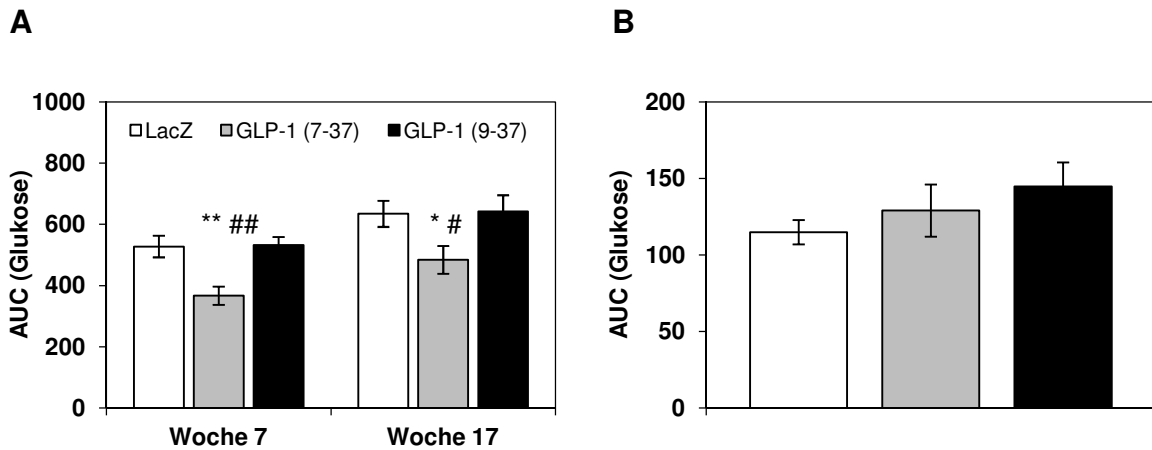 A
B
AUC (Glukose)
1000
800
600
400
200
0
LacZ GLP-1 (7-37) GLP-1 (9-37)
** ##
* #
Woche 7 Woche 17
AUC (Glukose)
200
150
100
50
0